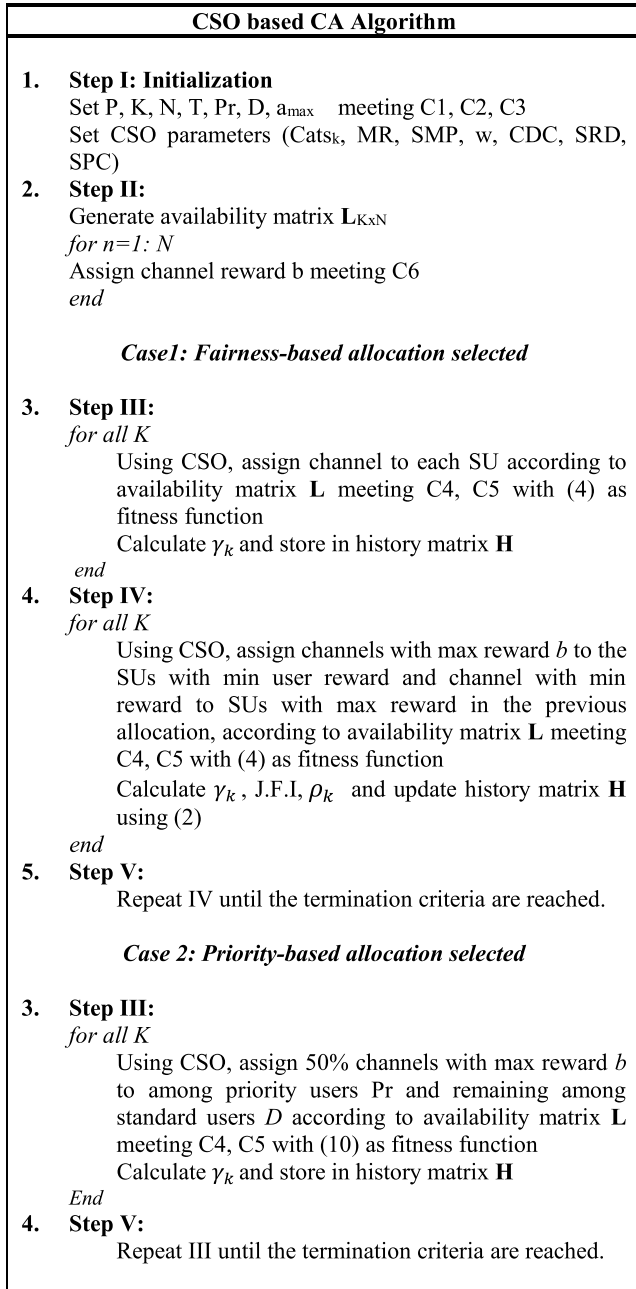 CSO based CA Algorithm
1. Step I: Initialization
Set P, K, N, T, Pr, D, a_max meeting C1, C2, C3
Set CSO parameters (Cats_k, MR, SMP, w, CDC, SRD,
SPC)
2. Step II:
Generate availability matrix L_KxN
for n=1: N
Assign channel reward b meeting C6
end
Case1: Fairness-based allocation selected
3. Step III:
for all K
Using CSO, assign channel to each SU according to
availability matrix L meeting C4, C5 with (4) as
fitness function
Calculate γ_k and store in history matrix H
end
4. Step IV:
for all K
Using CSO, assign channels with max reward b to the
SUs with min user reward and channel with min
reward to SUs with max reward in the previous
allocation, according to availability matrix L meeting
C4, C5 with (4) as fitness function
Calculate γ_k , J.F.I, ρ_k and update history matrix H
using (2)
end
5. Step V:
Repeat IV until the termination criteria are reached.
Case 2: Priority-based allocation selected
3. Step III:
for all K
Using CSO, assign 50% channels with max reward b
to among priority users Pr and remaining among
standard users D according to availability matrix L
meeting C4, C5 with (10) as fitness function
Calculate γ_k and store in history matrix H
End
4. Step V:
Repeat III until the termination criteria are reached.